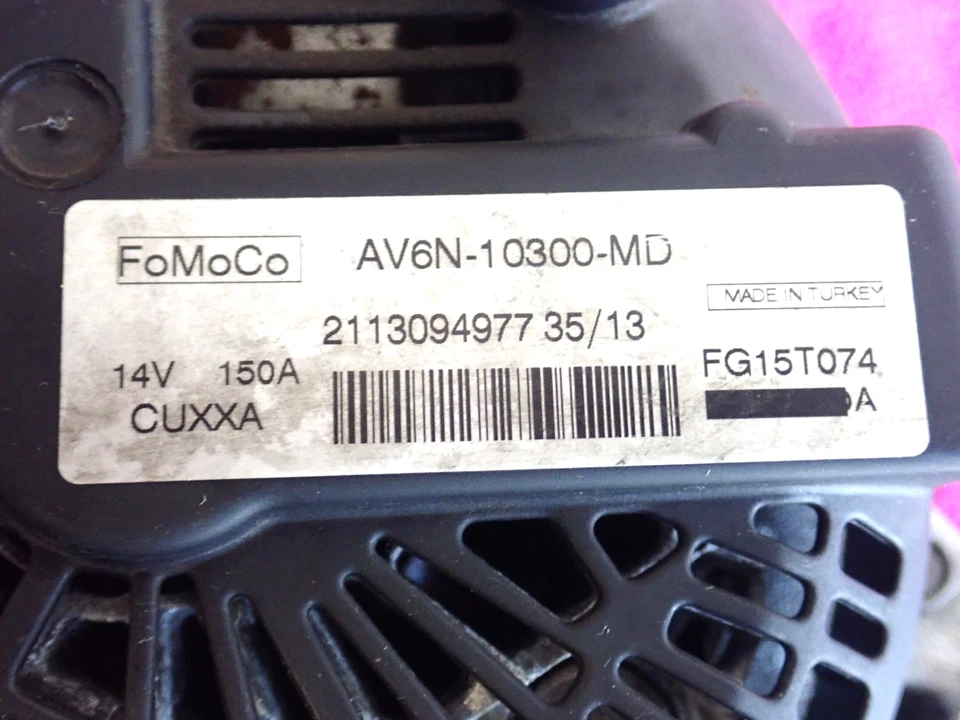 FoMoCo AV6N-10300-MD
MADE IN TURKEY
2113094977 35/13
14V 150A
FG15T074
CUXXA
A